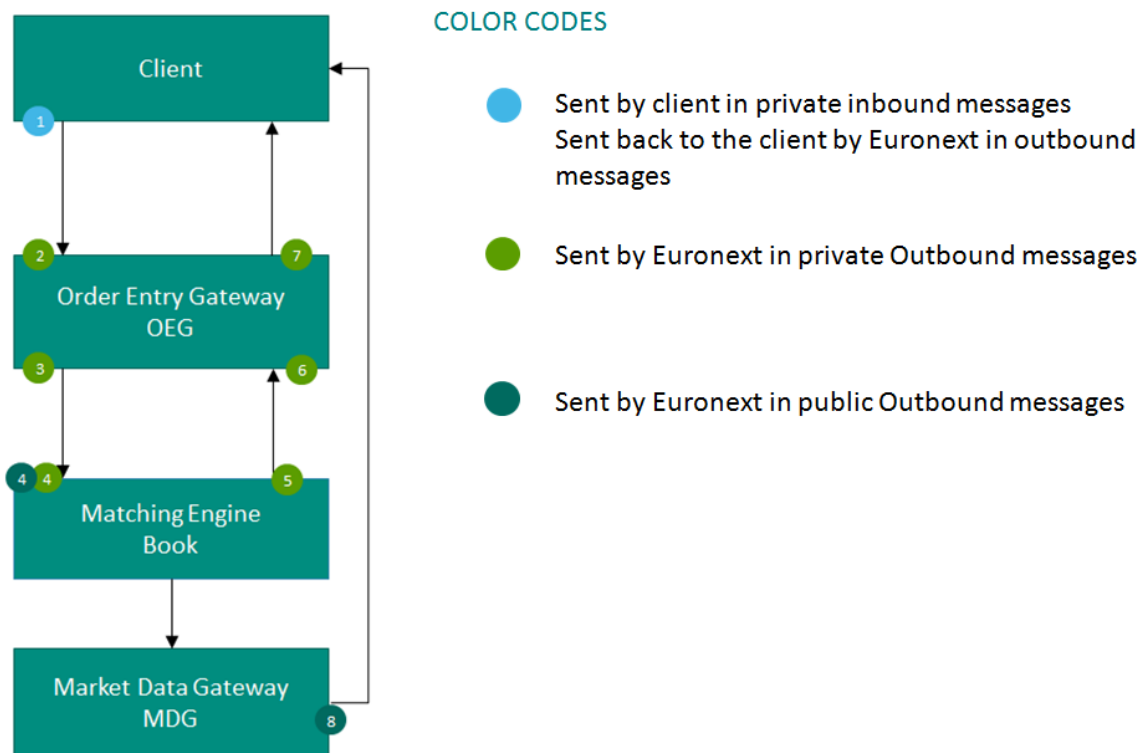 COLOR CODES
Client
1
Sent by client in private inbound messages
Sent back to the client by Euronext in outbound
messages
2
7
Order Entry Gateway
OEG
Sent by Euronext in private Outbound messages
3
6
4
4
5
Matching Engine
Book
Sent by Euronext in public Outbound messages
Market Data Gateway
MDG
8